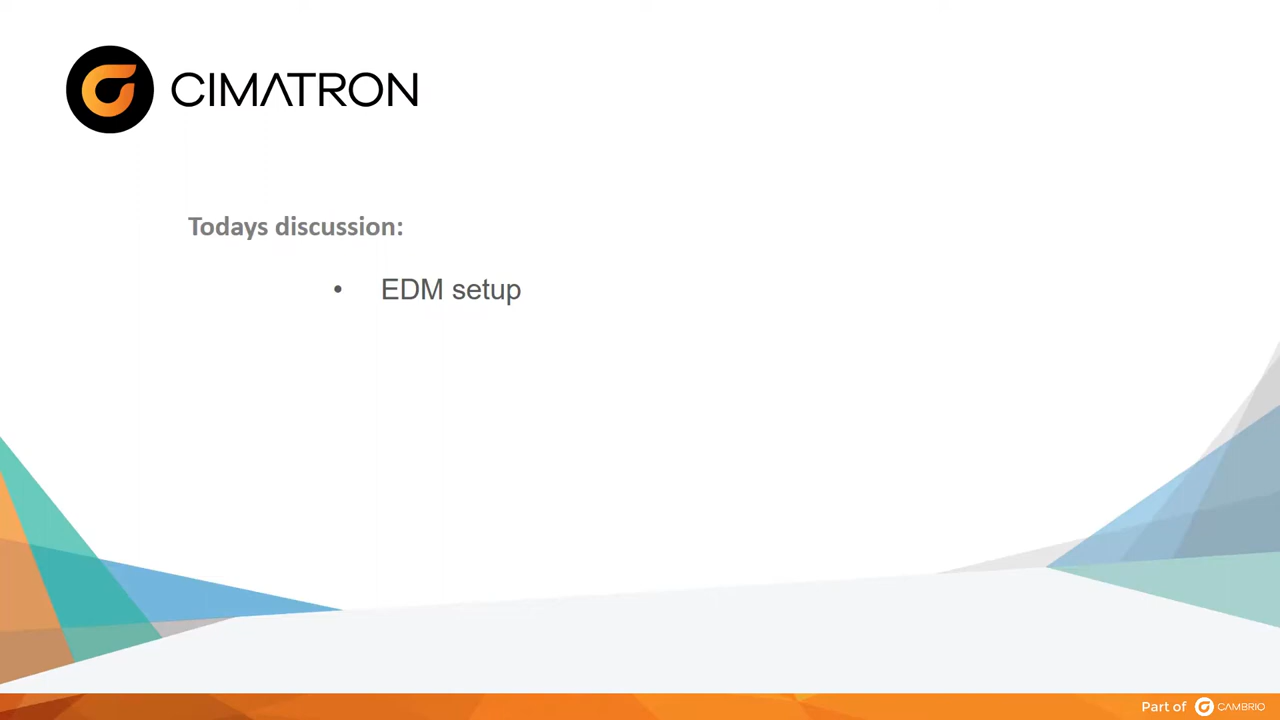 CIMATRON
Todays discussion:
• EDM setup
Part of CAMBRIO